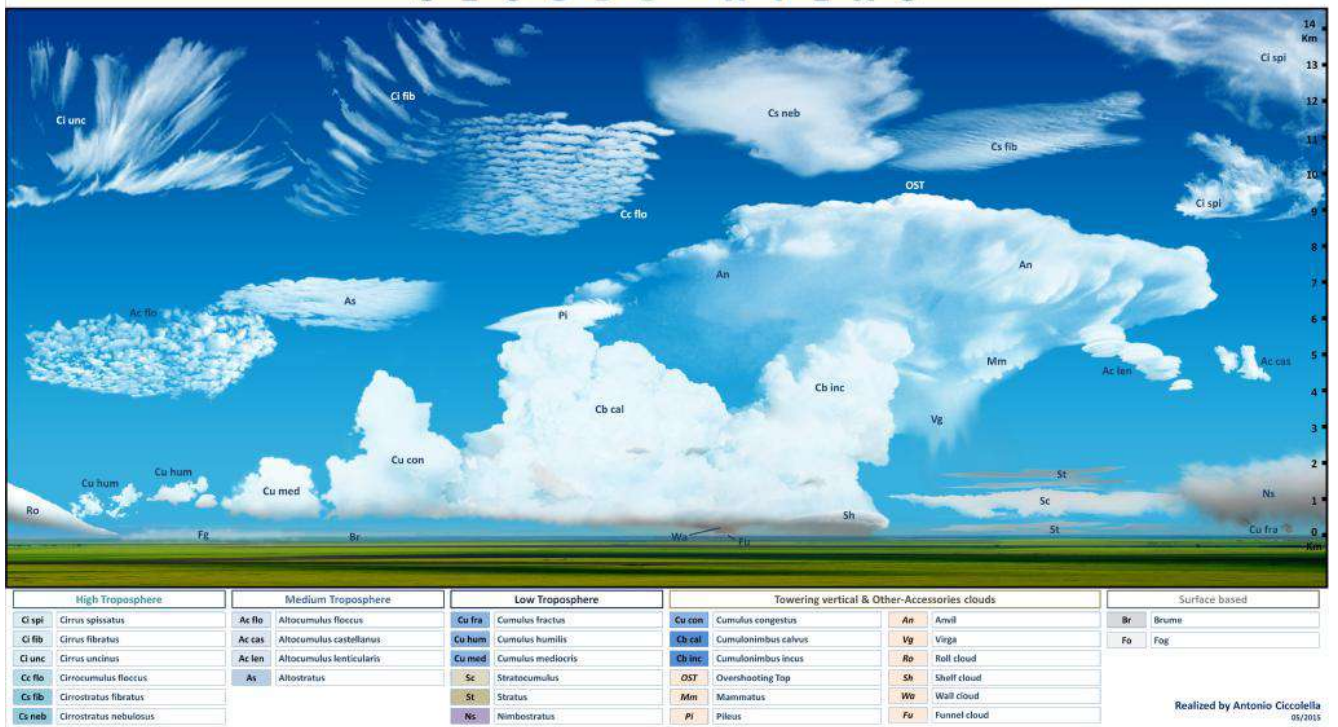 14
Km
Ci spi
13
Ci fib
12
Ci unc
Cs neb
11
Cs fib
10
OST
Ci spi
9
Cc flo
8
An
An
7
As
Ac flo
Pi
6
Mm
Ac len
5
Ac cas
Cb inc
4
Cb cal
Vg
3
Cu con
Cu hum
Cu hum
2
St
Cu med
Ns
Sc
1
Ro
Sh
Fg
Br
Wa
Fu
St
Cu fra
0
Km
High Troposphere
Ci spi Cirrus spissatus
Ci fib Cirrus fibratus
Ci unc Cirrus uncinus
Cc flo Cirrocumulus floccus
Cs fib Cirrostratus fibratus
Cs neb Cirrostratus nebulosus
Medium Troposphere
Ac flo Altocumulus floccus
Ac cas Altocumulus castellanus
Ac len Altocumulus lenticularis
As Altostratus
Low Troposphere
Cu fra Cumulus fractus
Cu hum Cumulus humilis
Cu med Cumulus mediocris
Sc Stratocumulus
St Stratus
Ns Nimbostratus
Towering vertical & Other-Accessories clouds
Cu con Cumulus congestus
Cb cal Cumulonimbus calvus
Cb inc Cumulonimbus incus
OST Overshooting Top
Mm Mammatus
Pi Pileus
An Anvil
Vg Virga
Ro Roll cloud
Sh Shelf cloud
Wa Wall cloud
Fu Funnel cloud
Surface based
Br Brume
Fo Fog
Realized by Antonio Ciccolella
05/2015